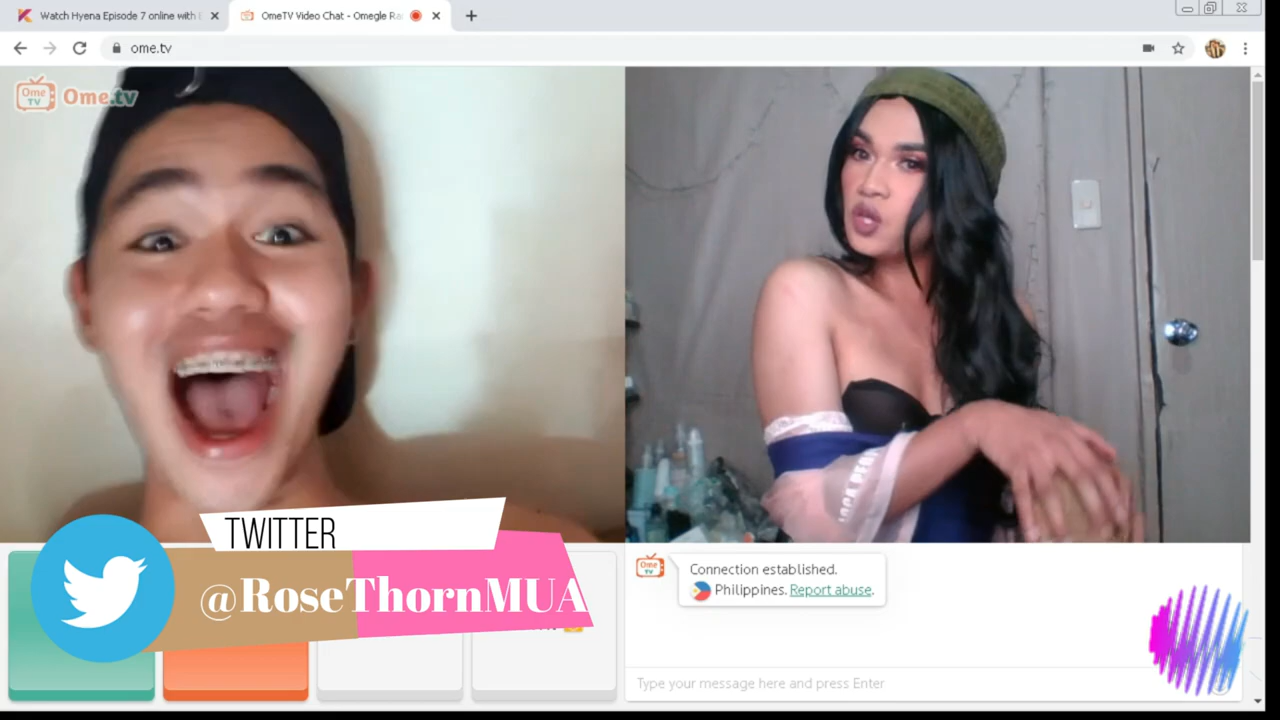 Watch Hyena Episode 7 online with
OmeTV Video Chat - Omegle Ra
ome.tv
Ome
TV
Ome.tv
TWITTER
@RoseThornMUA
Connection established.
Philippines. Report abuse.
Type your message here and press Enter